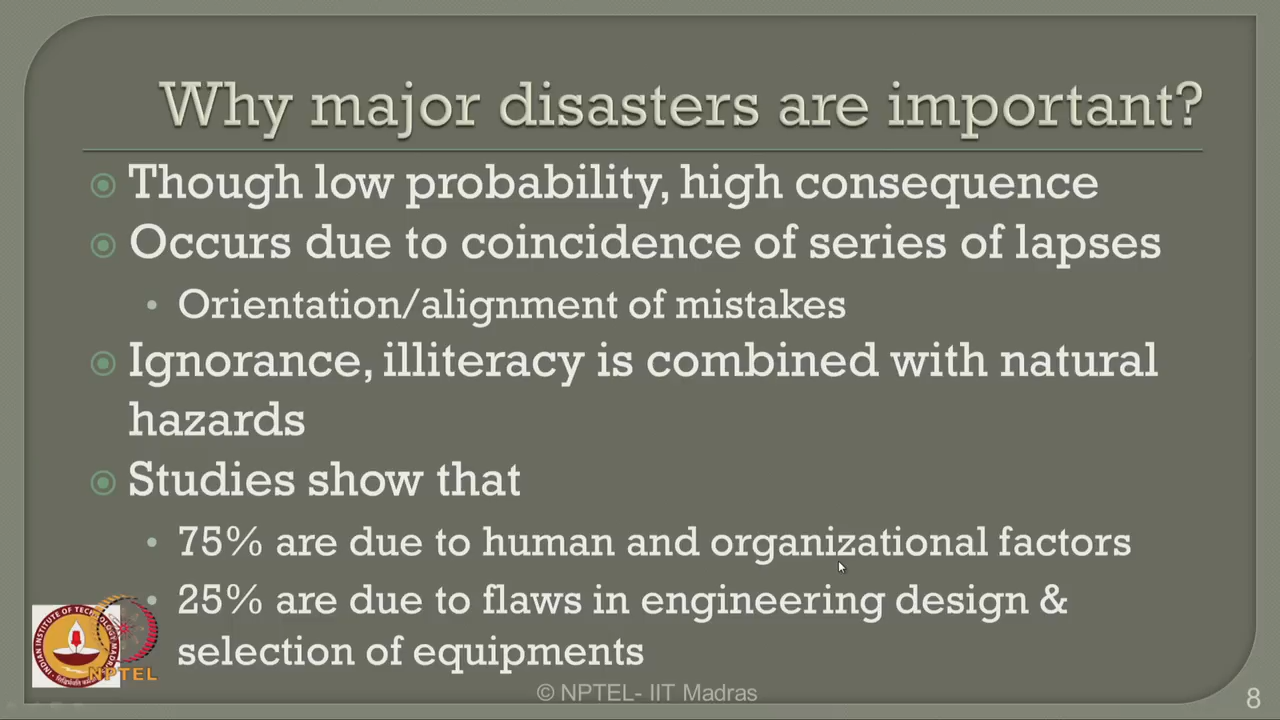 Why major disasters are important?
Though low probability, high consequence
Occurs due to coincidence of series of lapses
Orientation/alignment of mistakes
Ignorance, illiteracy is combined with natural
hazards
Studies show that
75% are due to human and organizational factors
25% are due to flaws in engineering design &
selection of equipments
NPTEL
© NPTEL- IIT Madras
8